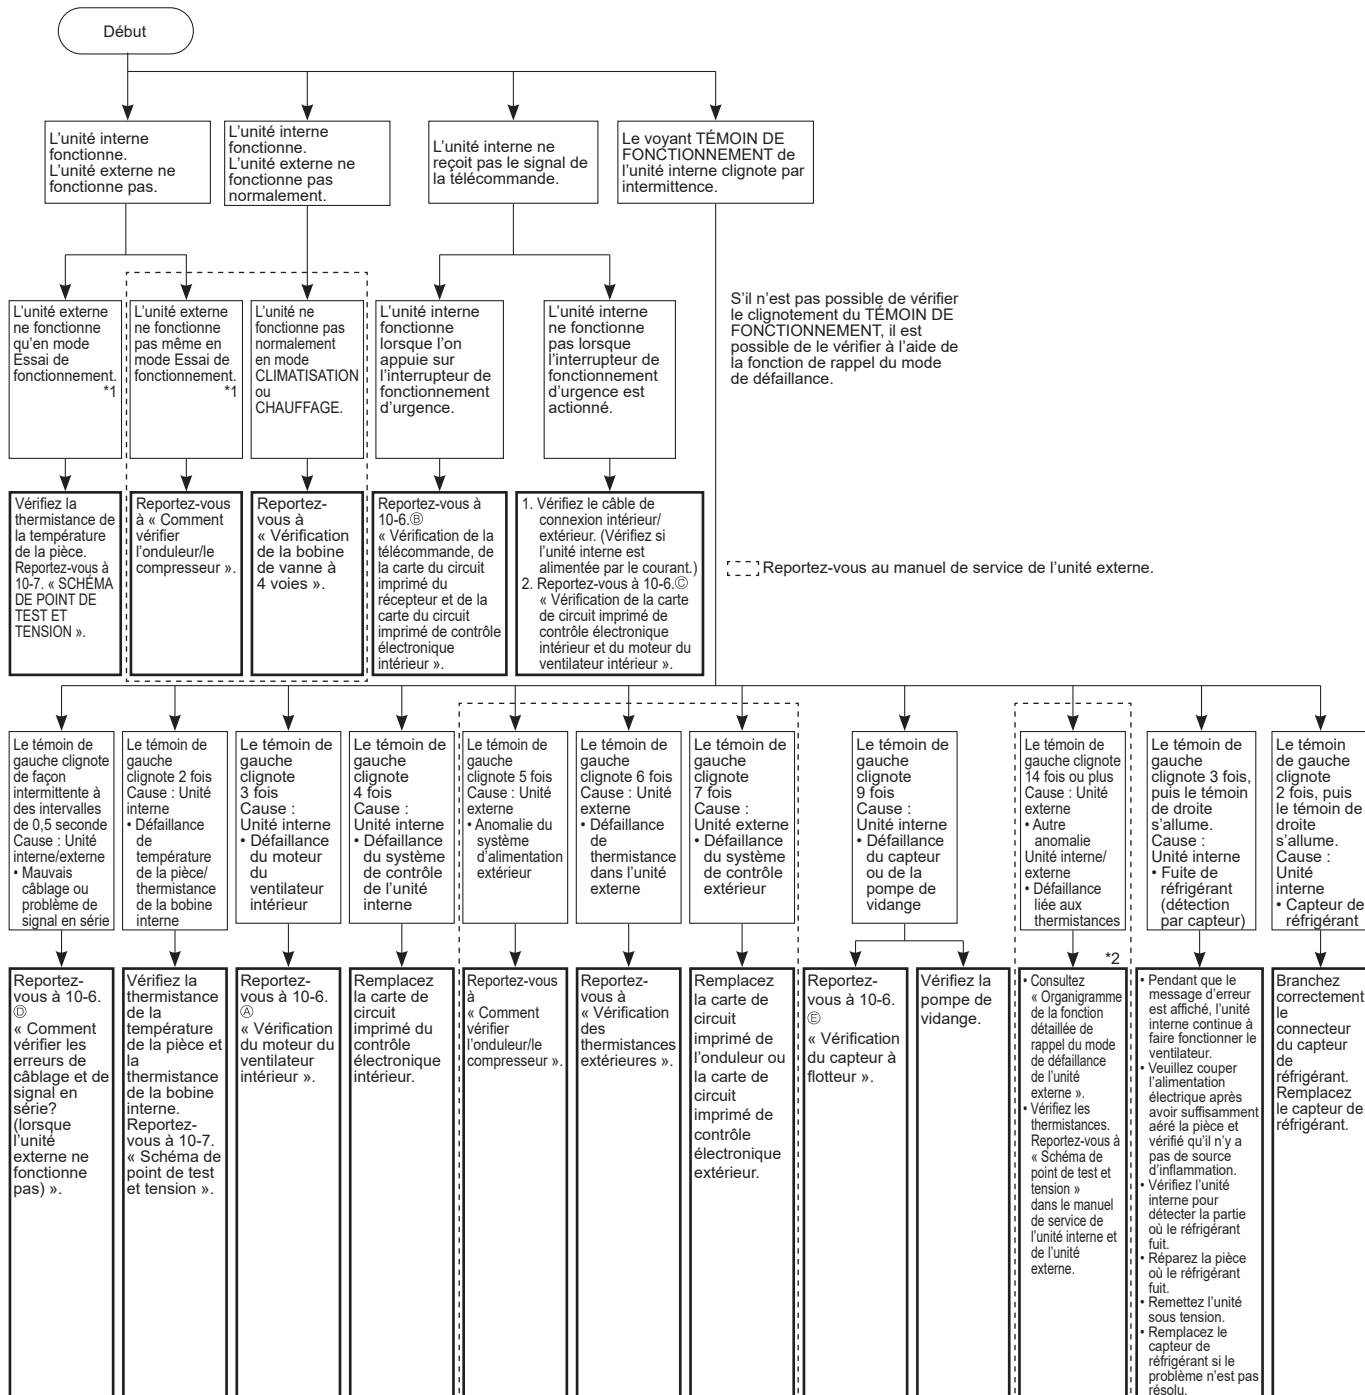 Début
L'unité interne
fonctionne.
L'unité externe ne
fonctionne pas.
L'unité interne
fonctionne.
L'unité externe ne
fonctionne pas
normalement.
L'unité interne ne
reçoit pas le signal de
la télécommande.
Le voyant TÉMOIN DE
FONCTIONNEMENT de
l'unité interne clignote par
intermittence.
L'unité externe
ne fonctionne
qu'en mode
Essai de
fonctionnement.
*1
L'unité externe
ne fonctionne
pas même en
mode Essai de
fonctionnement.
*1
L'unité ne
fonctionne pas
normalement
en mode
CLIMATISATION
ou
CHAUFFAGE.
L'unité interne
fonctionne
lorsque l'on
appuie sur
l'interrupteur de
fonctionnement
d'urgence.
L'unité interne
ne fonctionne
pas lorsque
l'interrupteur de
fonctionnement
d'urgence est
actionné.
S'il n'est pas possible de vérifier
le clignotement du TÉMOIN DE
FONCTIONNEMENT, il est
possible de le vérifier à l'aide de
la fonction de rappel du mode
de défaillance.
Vérifiez la
thermistance de
la température
de la pièce.
Reportez-vous à
10-7. « SCHÉMA
DE POINT DE
TEST ET
TENSION ».
Reportez-vous
à « Comment
vérifier
l'onduleur/le
compresseur ».
Reportez-
vous à
« Vérification
de la bobine
de vanne à
4 voies ».
Reportez-vous à
10-6.Ⓑ
« Vérification de la
télécommande, de
la carte du circuit
imprimé du
récepteur et de la
carte du circuit
imprimé de contrôle
électronique
intérieur ».
1. Vérifiez le câble de
connexion intérieur/
extérieur. (Vérifiez si
l'unité interne est
alimentée par le courant.)
2. Reportez-vous à 10-6.Ⓒ
« Vérification de la carte
de circuit imprimé de
contrôle électronique
intérieur et du moteur du
ventilateur intérieur ».
Reportez-vous au manuel de service de l'unité externe.
Le témoin de
gauche clignote
de façon
intermittente à
des intervalles
de 0,5 seconde
Cause : Unité
interne/externe
• Mauvais
câblage ou
problème de
signal en série
Le témoin de
gauche
clignote 2 fois
Cause : Unité
interne
• Défaillance
de
température
de la pièce/
thermistance
de la bobine
interne
Le témoin de
gauche
clignote
3 fois
Cause :
Unité interne
• Défaillance
du moteur
du
ventilateur
intérieur
Le témoin de
gauche
clignote
4 fois
Cause :
Unité interne
• Défaillance
du système
de contrôle
de l'unité
interne
Le témoin de
gauche
clignote 5 fois
Cause : Unité
externe
• Anomalie du
système
d'alimentation
extérieur
Le témoin de
gauche
clignote 6 fois
Cause : Unité
externe
• Défaillance
de
thermistance
dans l'unité
externe
Le témoin de
gauche
clignote
7 fois
Cause :
Unité externe
• Défaillance
du système
de contrôle
extérieur
Le témoin de
gauche
clignote
9 fois
Cause :
Unité interne
• Défaillance
du capteur
ou de la
pompe de
vidange
Le témoin de
gauche clignote
14 fois ou plus
Cause : Unité
externe
• Autre
anomalie
Unité interne/
externe
• Défaillance
liée aux
thermistances
Le témoin de
gauche
clignote 3 fois,
puis le témoin
de droite
s'allume.
Cause :
Unité interne
• Fuite de
réfrigérant
(détection
par capteur)
Le témoin
de gauche
clignote
2 fois, puis
le témoin de
droite
s'allume.
Cause :
Unité
interne
• Capteur de
réfrigérant
Reportez-
vous à 10-6.
Ⓓ
« Comment
vérifier les
erreurs de
câblage et de
signal en
série?
(lorsque
l'unité
externe ne
fonctionne
pas) ».
Vérifiez la
thermistance
de la
température
de la pièce et
la
thermistance
de la bobine
interne.
Reportez-
vous à 10-7.
« Schéma de
point de test
et tension ».
Reportez-
vous à 10-6.
Ⓐ
« Vérification
du moteur du
ventilateur
intérieur ».
Remplacez
la carte de
circuit
imprimé du
contrôle
électronique
intérieur.
Reportez-vous
à
« Comment
vérifier
l'onduleur/le
compresseur ».
Reportez-
vous à
« Vérification
des
thermistances
extérieures ».
Remplacez
la carte de
circuit
imprimé de
l'onduleur ou
la carte de
circuit
imprimé de
contrôle
électronique
extérieur.
Reportez-
vous à 10-6.
Ⓔ
« Vérification
du capteur à
flotteur ».
Vérifiez la
pompe de
vidange.
*2
• Consultez
« Organigramme
de la fonction
détaillée de
rappel du mode
de défaillance
de l'unité
externe ».
• Vérifiez les
thermistances.
Reportez-vous à
« Schéma de
point de test et
tension »
dans le manuel
de service de
l'unité interne et
de l'unité
externe.
• Pendant que le
message d'erreur
est affiché, l'unité
interne continue à
faire fonctionner le
ventilateur.
• Veuillez couper
l'alimentation
électrique après
avoir suffisamment
aéré la pièce et
vérifié qu'il n'y a
pas de source
d'inflammation.
• Vérifiez l'unité
interne pour
détecter la partie
où le réfrigérant
fuit.
• Réparez la pièce
où le réfrigérant
fuit.
• Remettez l'unité
sous tension.
• Remplacez le
capteur de
réfrigérant si le
problème n'est pas
résolu.
Branchez
correctement
le
connecteur
du capteur
de
réfrigérant.
Remplacez
le capteur de
réfrigérant.